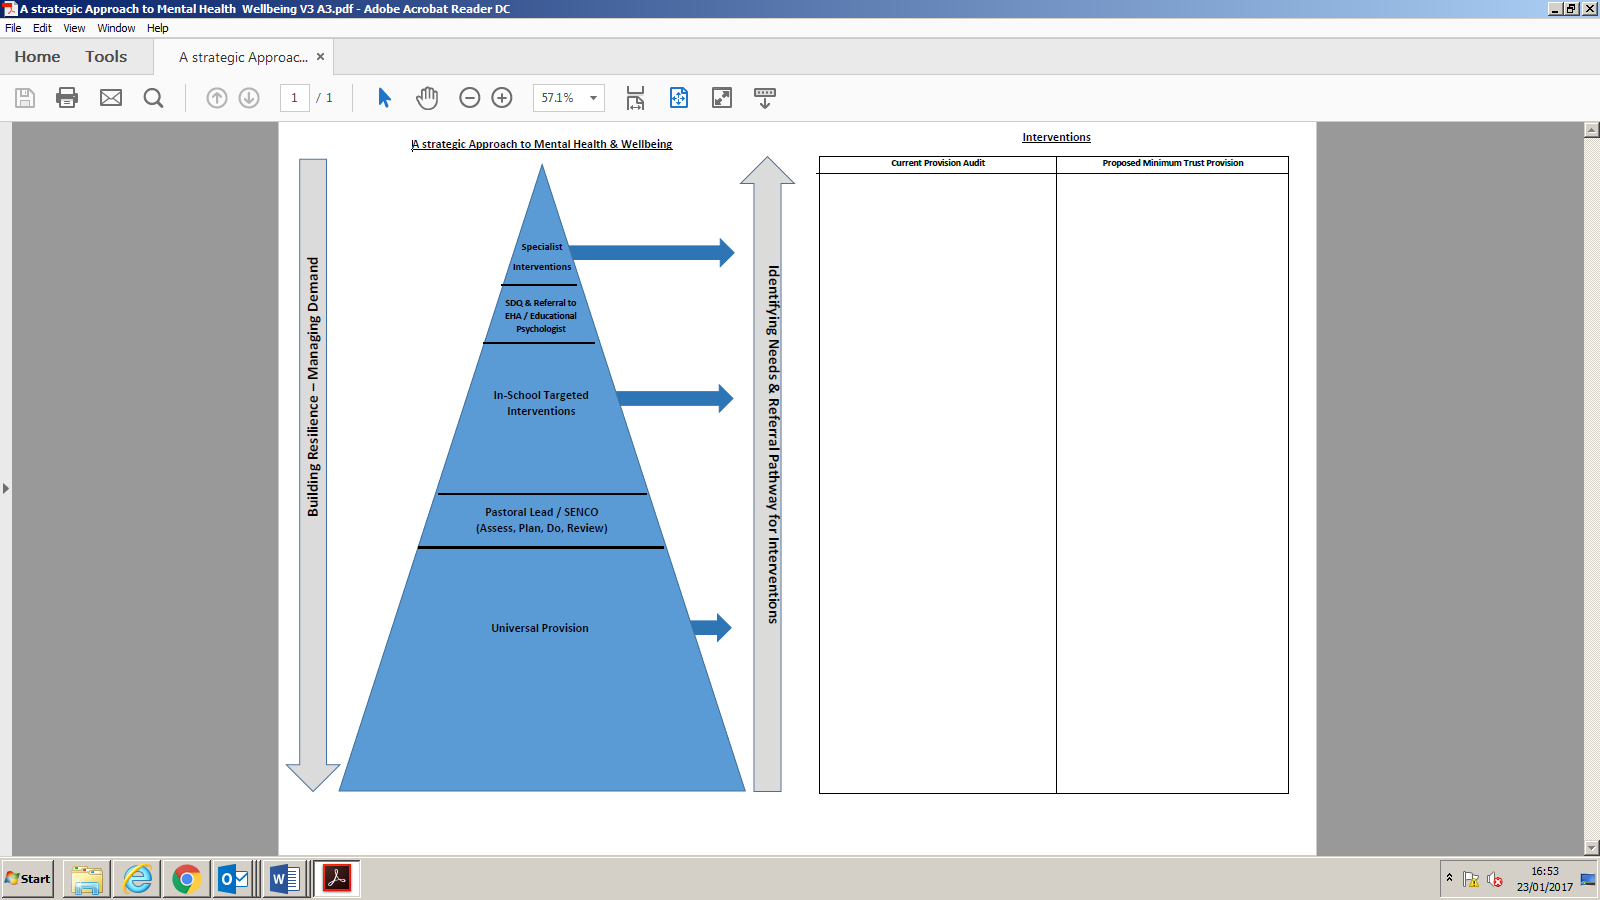 A strategic Approach to Mental Health  Wellbeing V3 A3.pdf - Adobe Acrobat Reader DC
File Edit View Window Help
Home Tools A strategic Approac... ×
1 / 1 57.1%
A strategic Approach to Mental Health & Wellbeing
Building Resilience – Managing Demand
Specialist
Interventions
SDQ & Referral to
EHA / Educational
Psychologist
In-School Targeted
Interventions
Pastoral Lead / SENCO
(Assess, Plan, Do, Review)
Universal Provision
Identifying Needs & Referral Pathway for Interventions
Interventions
Current Provision Audit
Proposed Minimum Trust Provision
Start
16:53
23/01/2017